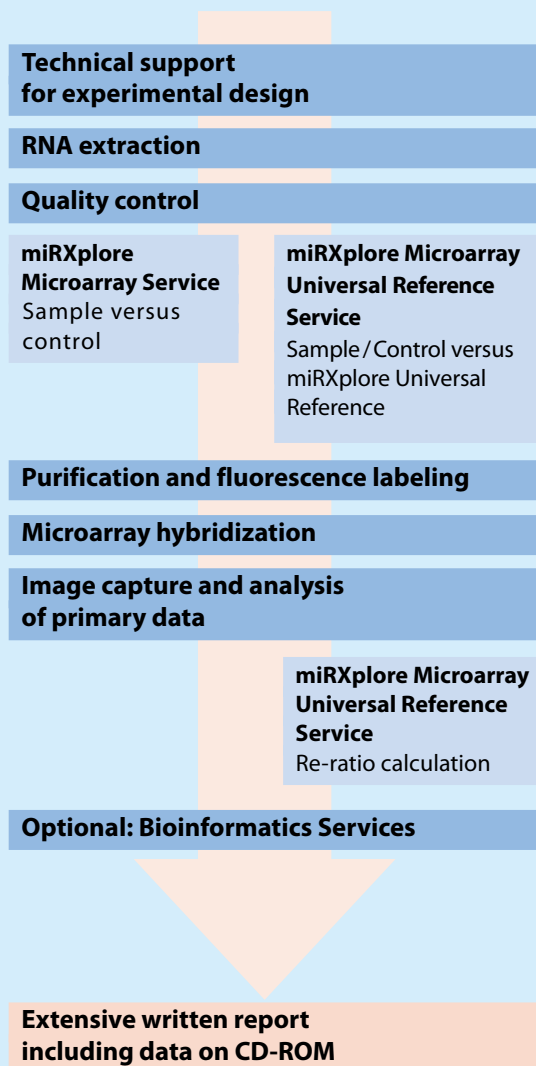 Technical support
for experimental design
RNA extraction
Quality control
miRXplore
Microarray Service
Sample versus
control
miRXplore Microarray
Universal Reference
Service
Sample/Control versus
miRXplore Universal
Reference
Purification and fluorescence labeling
Microarray hybridization
Image capture and analysis
of primary data
miRXplore Microarray
Universal Reference
Service
Re-ratio calculation
Optional: Bioinformatics Services
Extensive written report
including data on CD-ROM